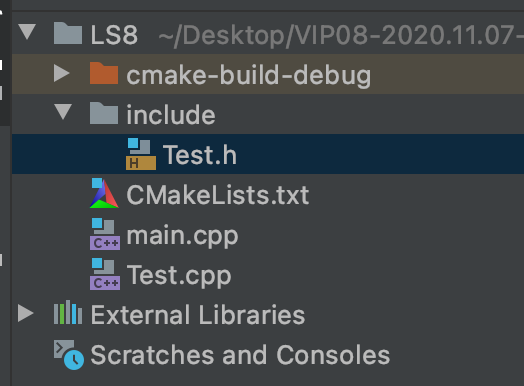 LS8 ~/Desktop/VIP08-2020.11.07-
cmake-build-debug
include
H Test.h
CMakeLists.txt
C++ main.cpp
C++ Test.cpp
External Libraries
Scratches and Consoles